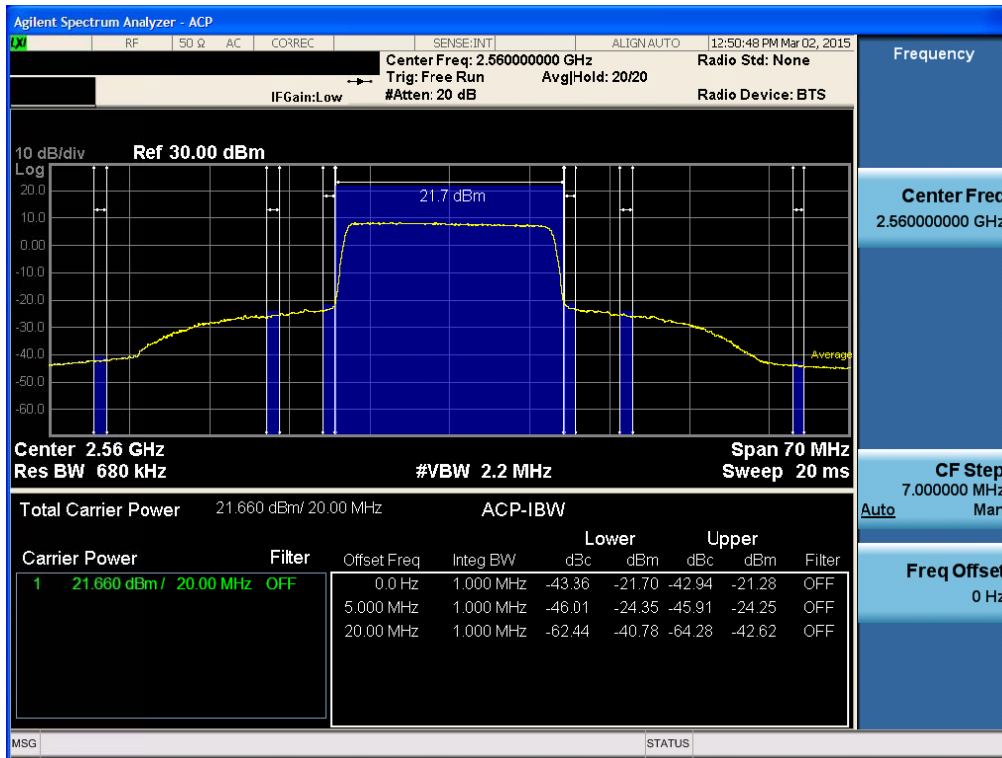 Agilent Spectrum Analyzer - ACP
LXI RF 50 Ω AC CORREC SENSE:INT ALIGN AUTO 12:50:48 PM Mar 02, 2015
Center Freq: 2.560000000 GHz Radio Std: None
Trig: Free Run Avg|Hold: 20/20
IFGain:Low #Atten: 20 dB Radio Device: BTS
10 dB/div Ref 30.00 dBm
Log
20.0
10.0
0.00
-10.0
-20.0
-30.0
-40.0
-50.0
-60.0
21.7 dBm
Average
Center 2.56 GHz Span 70 MHz
Res BW 680 kHz #VBW 2.2 MHz Sweep 20 ms
Total Carrier Power 21.660 dBm/ 20.00 MHz ACP-IBW
Lower Upper
Carrier Power Filter Offset Freq Integ BW dBc dBm dBc dBm Filter
1 21.660 dBm / 20.00 MHz OFF 0.0 Hz 1.000 MHz -43.36 -21.70 -42.94 -21.28 OFF
5.000 MHz 1.000 MHz -46.01 -24.35 -45.91 -24.25 OFF
20.00 MHz 1.000 MHz -62.44 -40.78 -64.28 -42.62 OFF
MSG STATUS
Frequency
Center Freq
2.560000000 GHz
CF Step
7.000000 MHz
Auto Man
Freq Offset
0 Hz